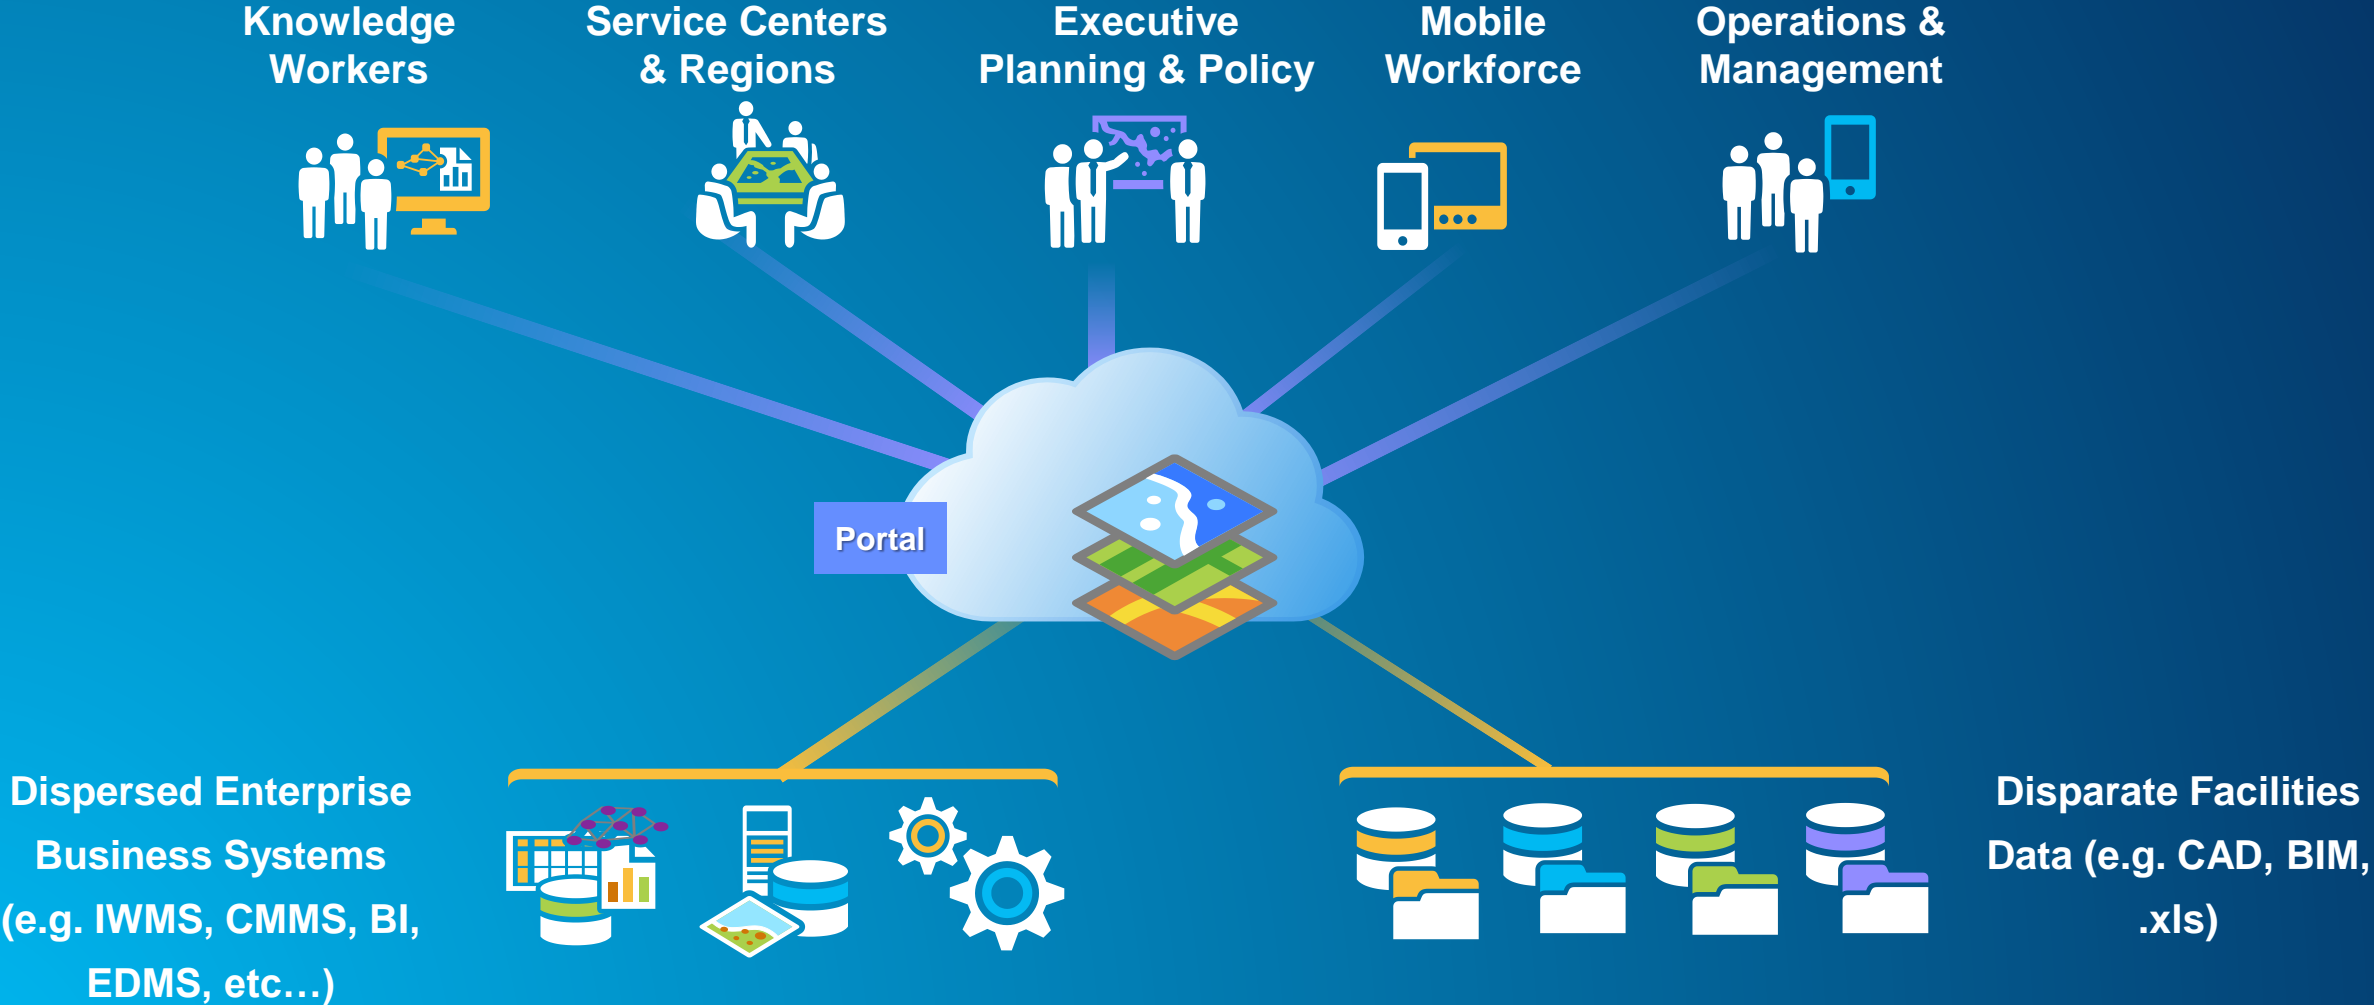 Knowledge
Workers
Service Centers
& Regions
Executive
Planning & Policy
Mobile
Workforce
Operations &
Management
Portal
Dispersed Enterprise
Business Systems
(e.g. IWMS, CMMS, BI,
EDMS, etc…)
Disparate Facilities
Data (e.g. CAD, BIM,
.xls)